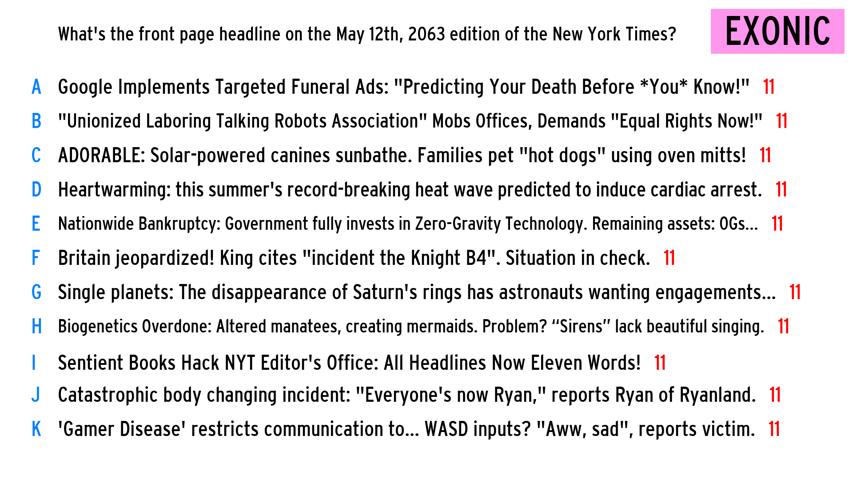 What's the front page headline on the May 12th, 2063 edition of the New York Times?
EXONIC
A Google Implements Targeted Funeral Ads: "Predicting Your Death Before *You* Know!" 11
B "Unionized Laboring Talking Robots Association" Mobs Offices, Demands "Equal Rights Now!" 11
C ADORABLE: Solar-powered canines sunbathe. Families pet "hot dogs" using oven mitts! 11
D Heartwarming: this summer's record-breaking heat wave predicted to induce cardiac arrest. 11
E Nationwide Bankruptcy: Government fully invests in Zero-Gravity Technology. Remaining assets: OGs... 11
F Britain jeopardized! King cites "incident the Knight B4". Situation in check. 11
G Single planets: The disappearance of Saturn's rings has astronauts wanting engagements... 11
H Biogenetics Overdone: Altered manatees, creating mermaids. Problem? “Sirens” lack beautiful singing. 11
I Sentient Books Hack NYT Editor's Office: All Headlines Now Eleven Words! 11
J Catastrophic body changing incident: "Everyone's now Ryan," reports Ryan of Ryanland. 11
K 'Gamer Disease' restricts communication to... WASD inputs? "Aww, sad", reports victim. 11